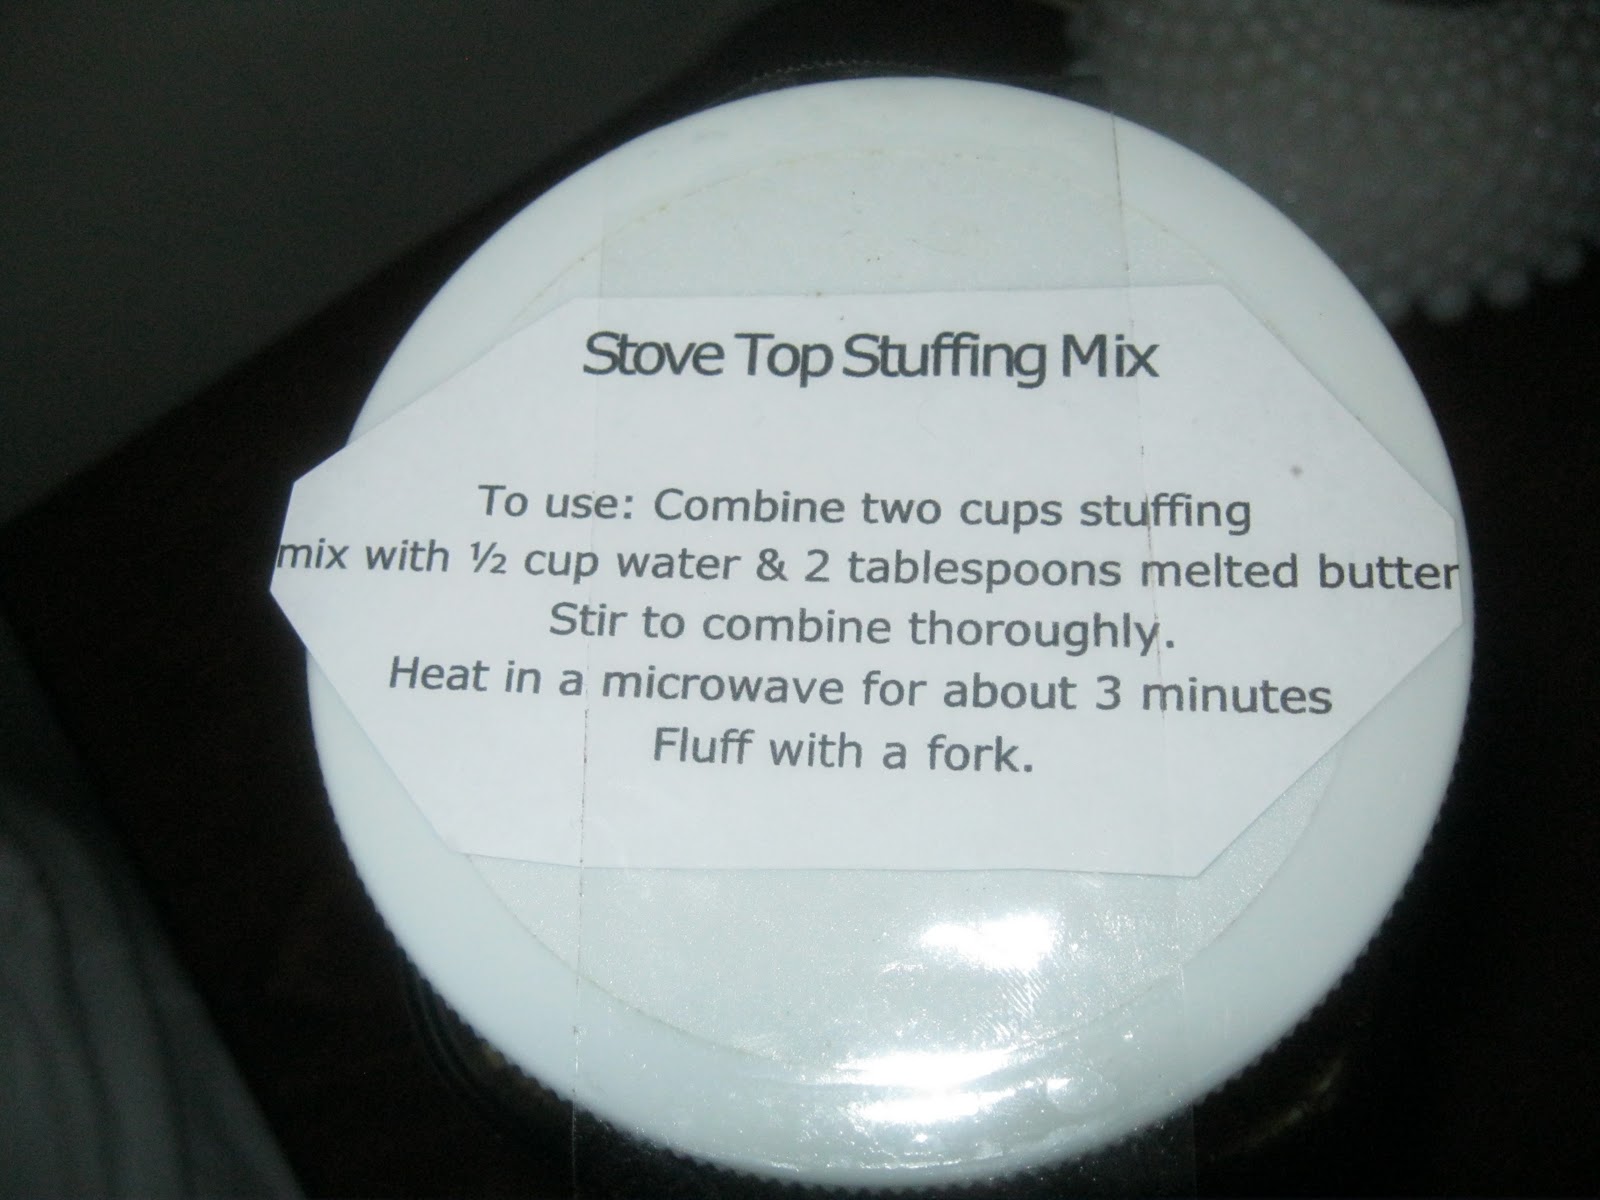 Stove Top Stuffing Mix
To use: Combine two cups stuffing
mix with ½ cup water & 2 tablespoons melted butter
Stir to combine thoroughly.
Heat in a microwave for about 3 minutes
Fluff with a fork.